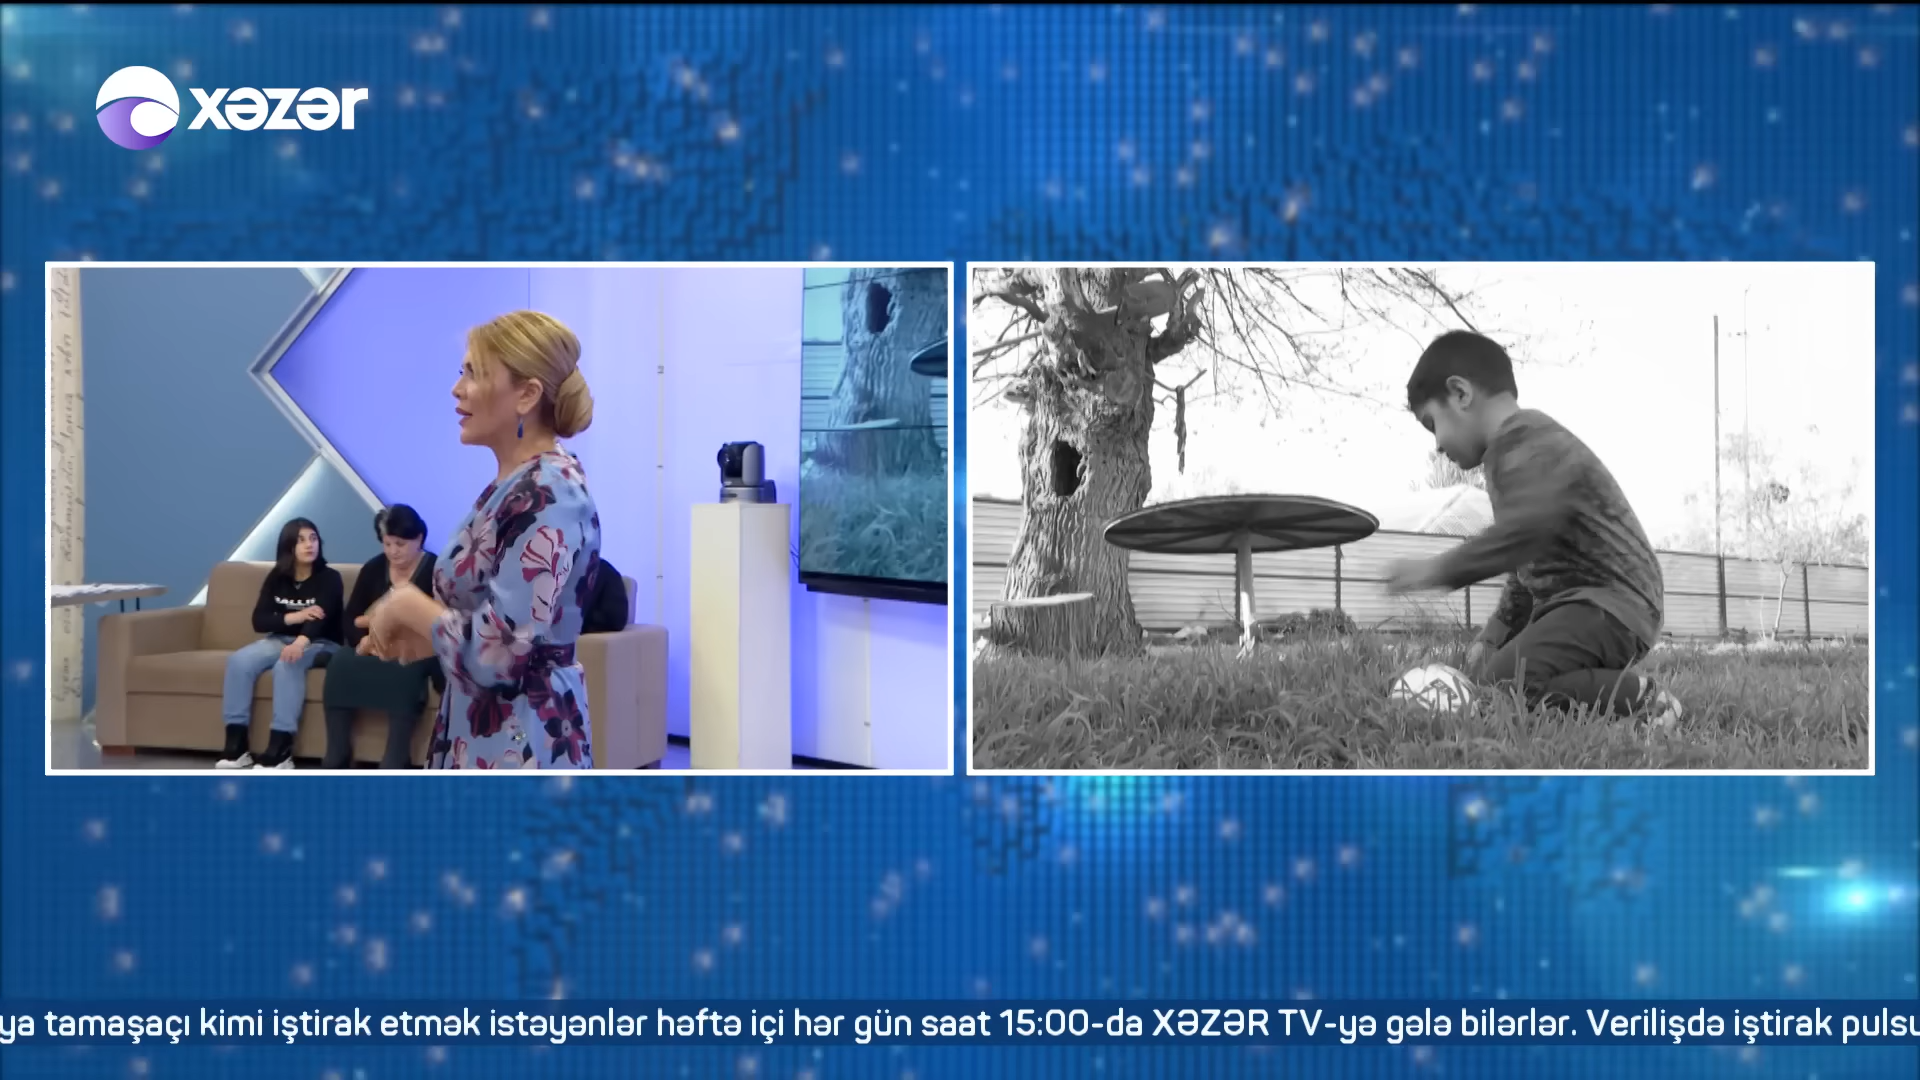 xəzər
ya tamaşaçı kimi iştirak etmək istəyənlər həftə içi hər gün saat 15:00-da XƏZƏR TV-yə gələ bilərlər. Verilişdə iştirak pulsu